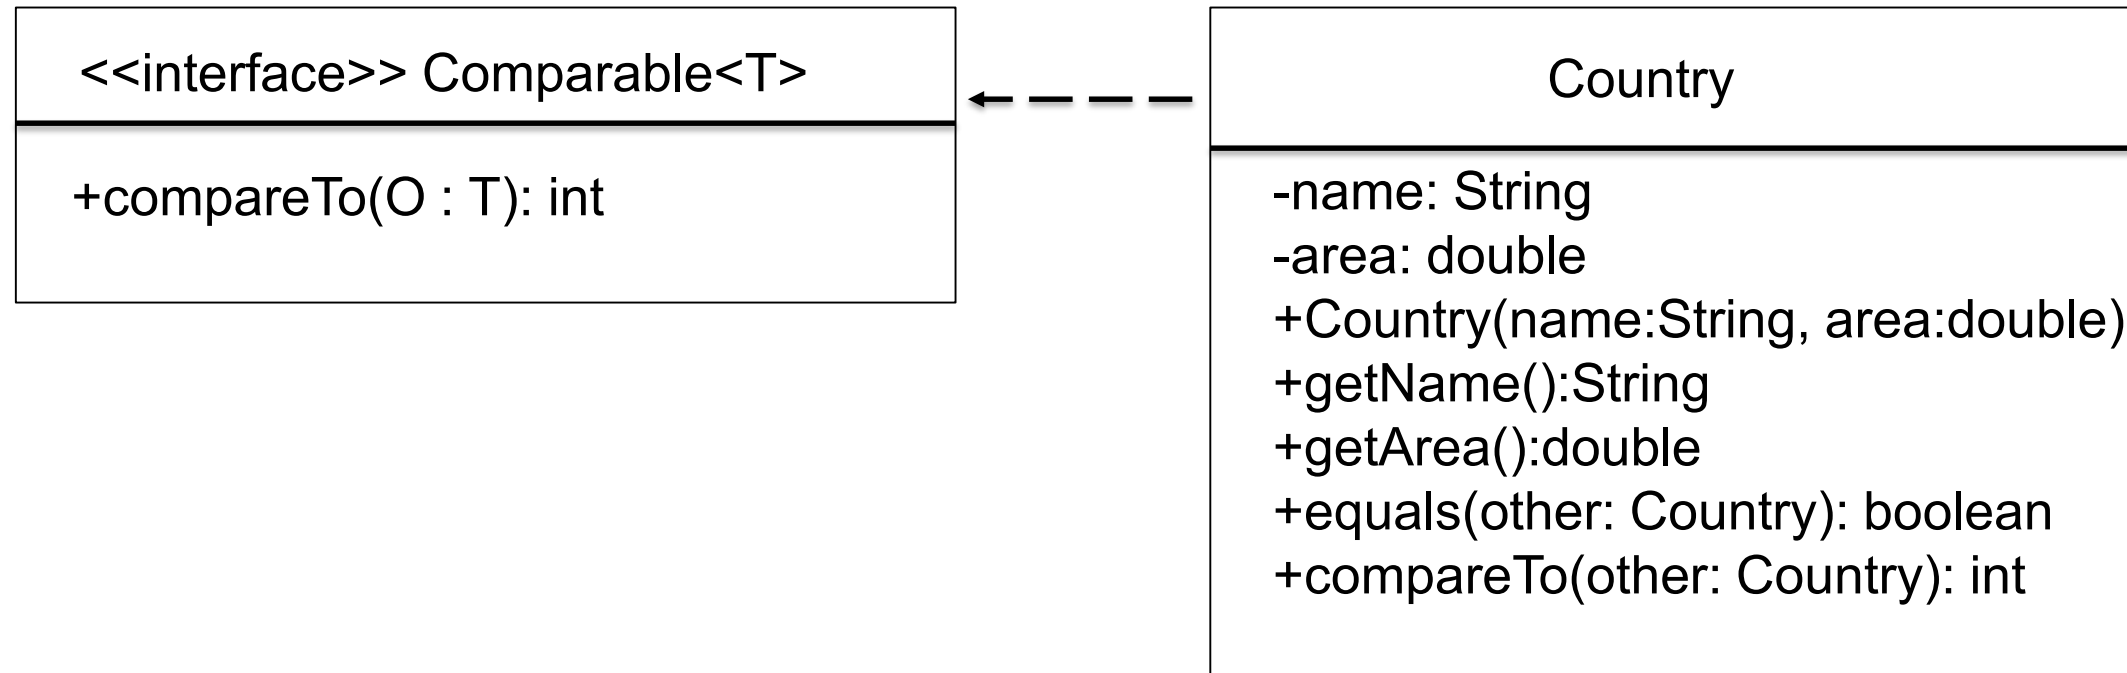 <<interface>> Comparable<T>
+compareTo(O : T): int
Country
-name: String
-area: double
+Country(name:String, area:double)
+getName():String
+getArea():double
+equals(other: Country): boolean
+compareTo(other: Country): int